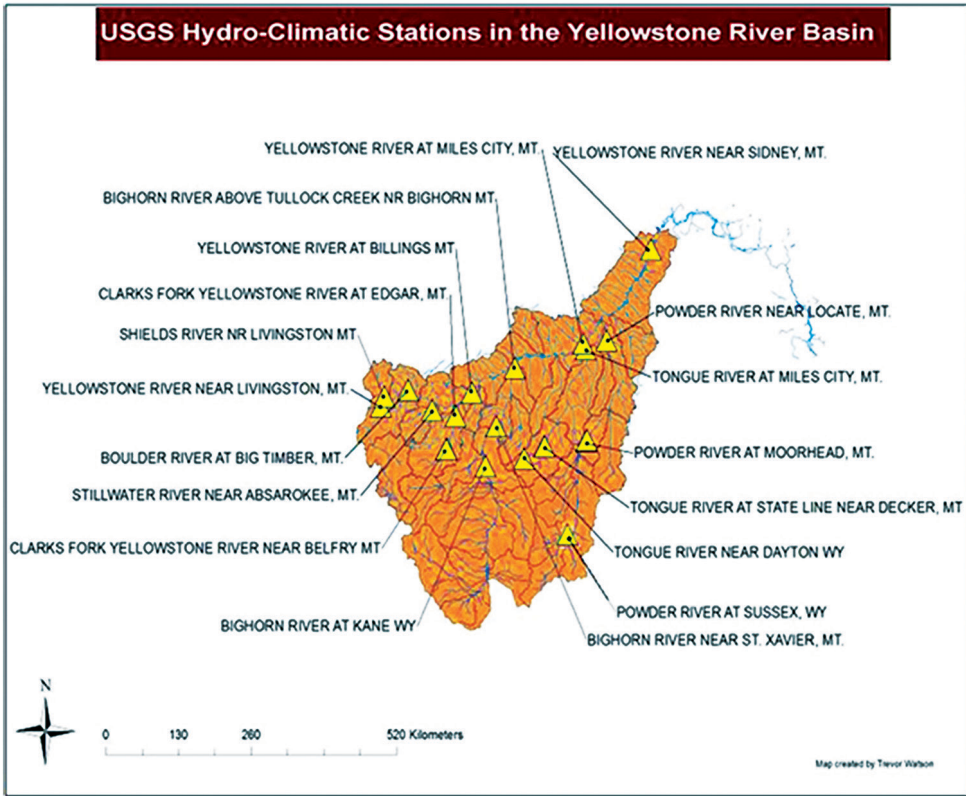 USGS Hydro-Climatic Stations in the Yellowstone River Basin
YELLOWSTONE RIVER AT MILES CITY, MT.
YELLOWSTONE RIVER NEAR SIDNEY, MT.
BIGHORN RIVER ABOVE TULLOCK CREEK NR BIGHORN MT.
YELLOWSTONE RIVER AT BILLINGS MT.
CLARKS FORK YELLOWSTONE RIVER AT EDGAR, MT.
POWDER RIVER NEAR LOCATE, MT.
SHIELDS RIVER NR LIVINGSTON MT
TONGUE RIVER AT MILES CITY, MT.
YELLOWSTONE RIVER NEAR LIVINGSTON, MT.
BOULDER RIVER AT BIG TIMBER, MT.
POWDER RIVER AT MOORHEAD, MT.
STILLWATER RIVER NEAR ABSAROKEE, MT.
TONGUE RIVER AT STATE LINE NEAR DECKER, MT
CLARKS FORK YELLOWSTONE RIVER NEAR BELFRY MT
TONGUE RIVER NEAR DAYTON WY
POWDER RIVER AT SUSSEX, WY
BIGHORN RIVER AT KANE WY
BIGHORN RIVER NEAR ST. XAVIER, MT.
N
0 130 260 520 Kilometers
Map created by Trevor Watson